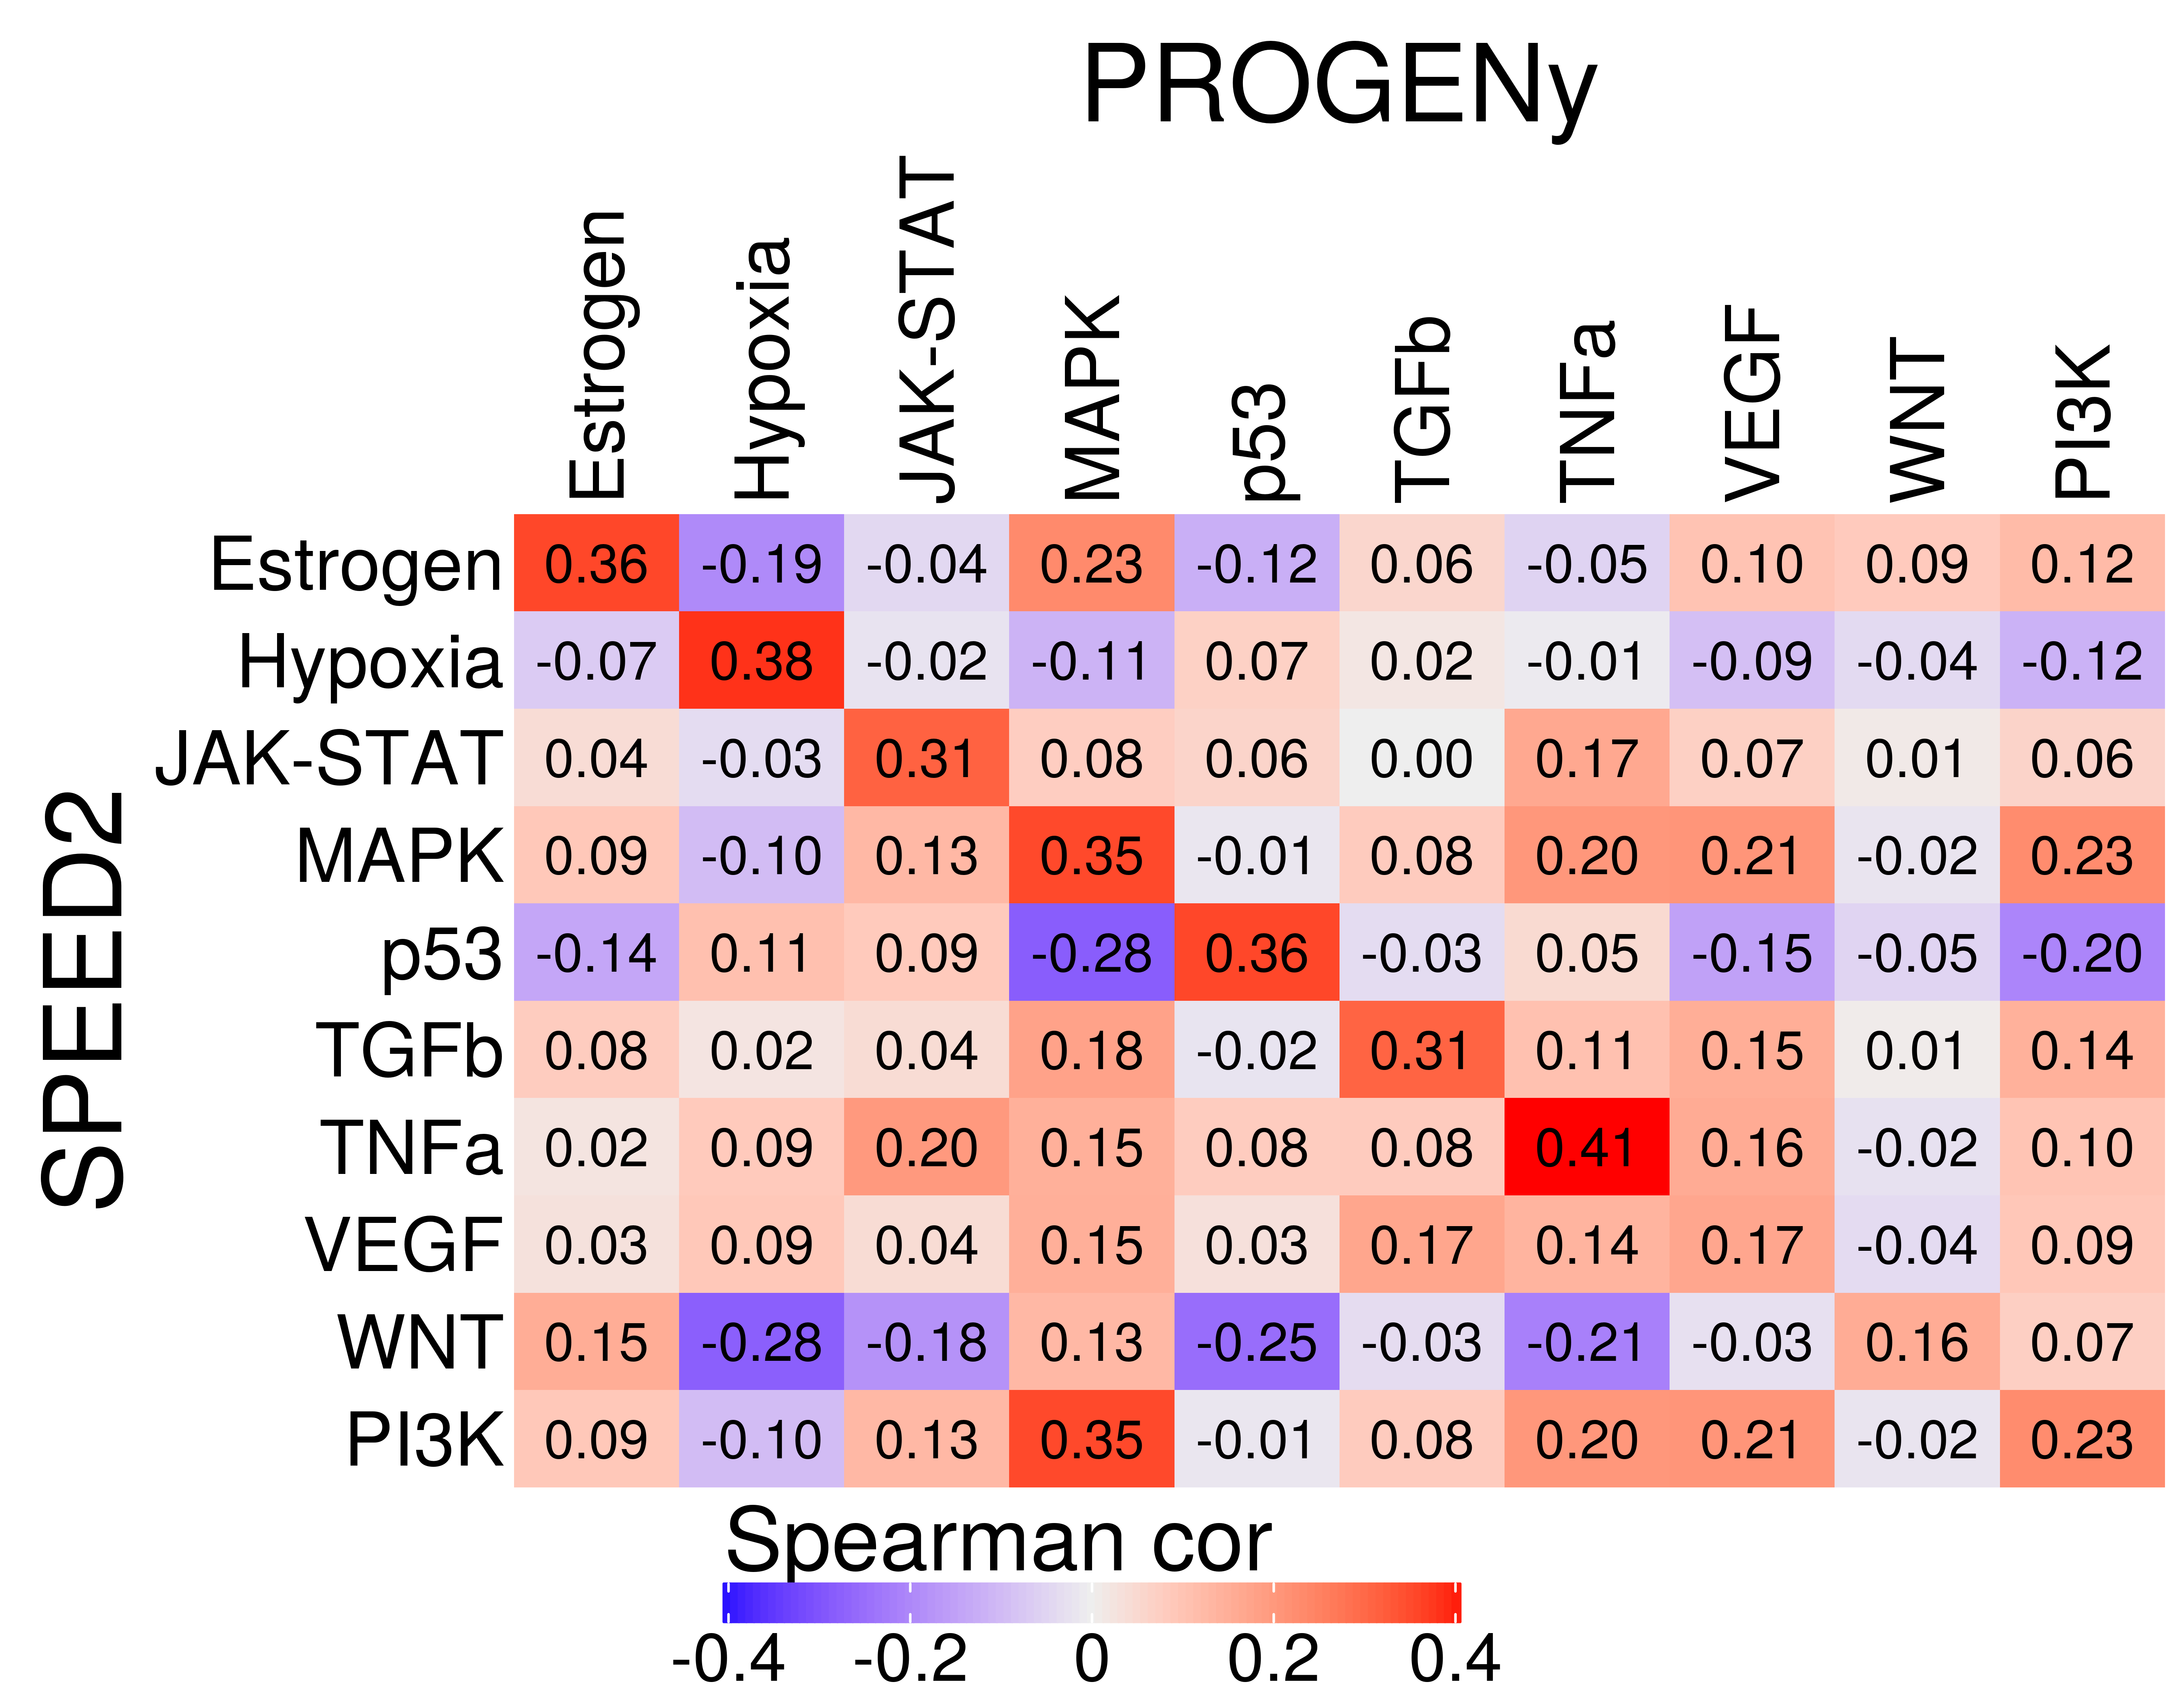 PROGENy
Estrogen Hypoxia JAK-STAT MAPK p53 TGFb TNFa VEGF WNT PI3K
SPEED2
Estrogen 0.36 -0.19 -0.04 0.23 -0.12 0.06 -0.05 0.10 0.09 0.12
Hypoxia -0.07 0.38 -0.02 -0.11 0.07 0.02 -0.01 -0.09 -0.04 -0.12
JAK-STAT 0.04 -0.03 0.31 0.08 0.06 0.00 0.17 0.07 0.01 0.06
MAPK 0.09 -0.10 0.13 0.35 -0.01 0.08 0.20 0.21 -0.02 0.23
p53 -0.14 0.11 0.09 -0.28 0.36 -0.03 0.05 -0.15 -0.05 -0.20
TGFb 0.08 0.02 0.04 0.18 -0.02 0.31 0.11 0.15 0.01 0.14
TNFa 0.02 0.09 0.20 0.15 0.08 0.08 0.41 0.16 -0.02 0.10
VEGF 0.03 0.09 0.04 0.15 0.03 0.17 0.14 0.17 -0.04 0.09
WNT 0.15 -0.28 -0.18 0.13 -0.25 -0.03 -0.21 -0.03 0.16 0.07
PI3K 0.09 -0.10 0.13 0.35 -0.01 0.08 0.20 0.21 -0.02 0.23
Spearman cor
-0.4 -0.2 0 0.2 0.4